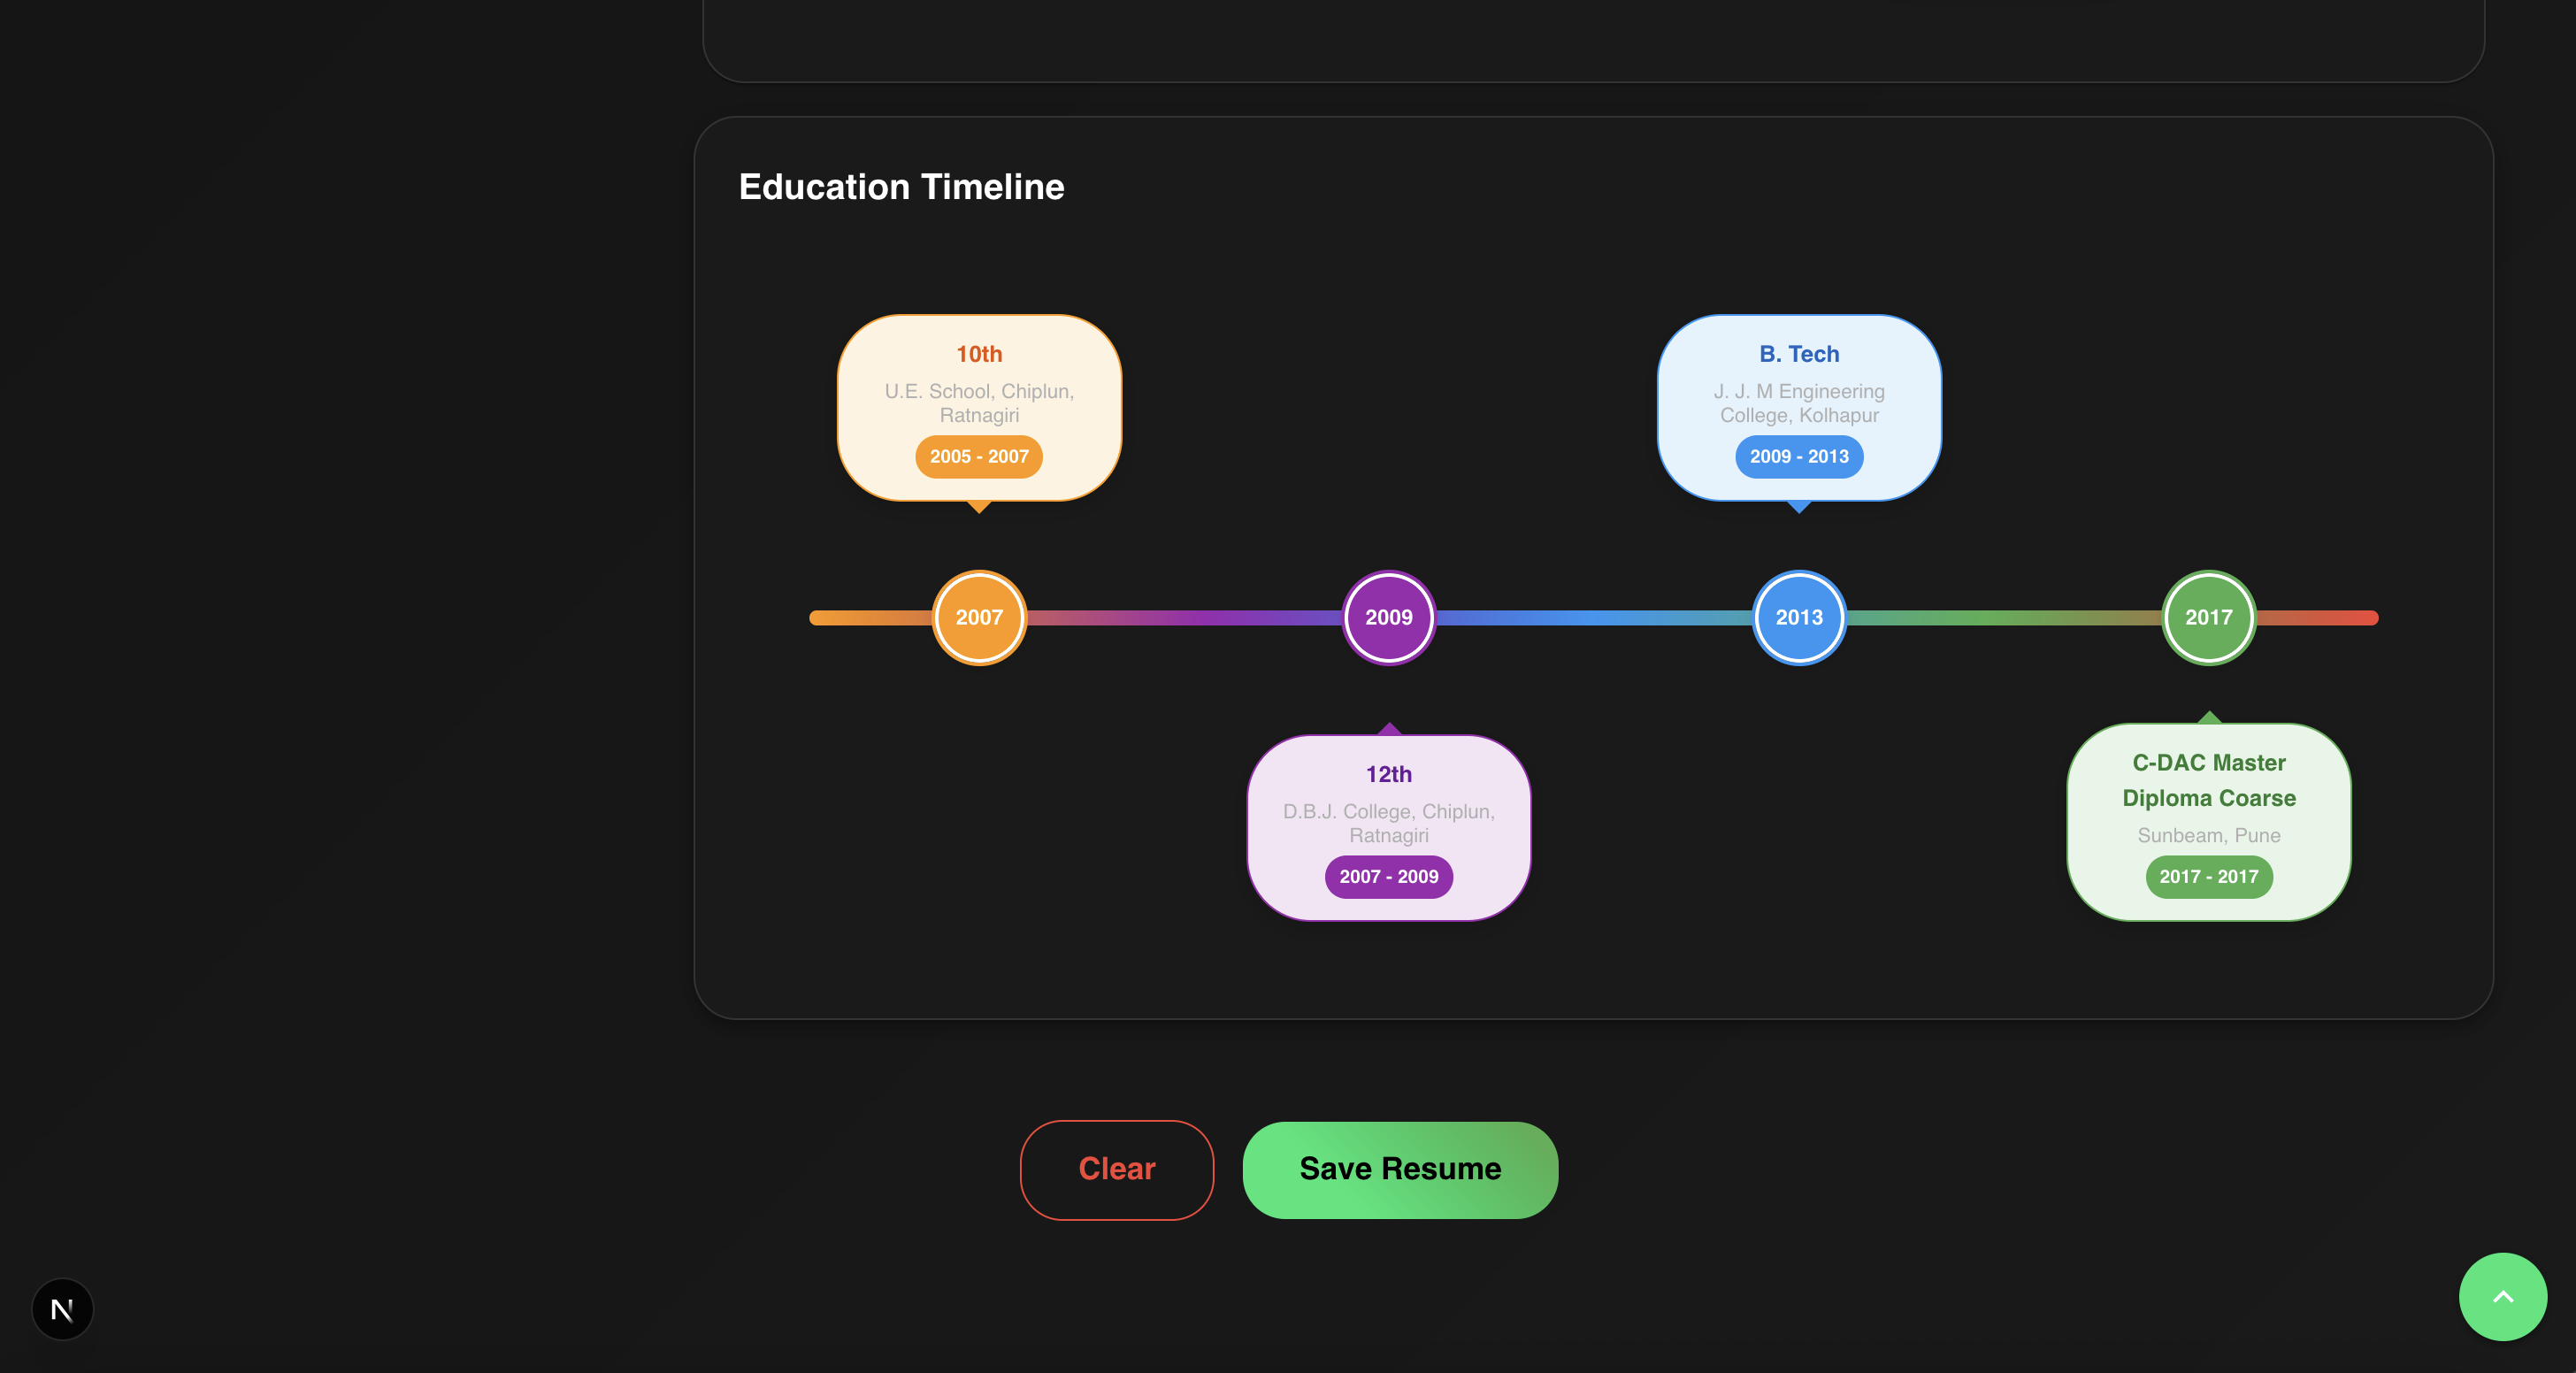 Education Timeline
10th
U.E. School, Chiplun,
Ratnagiri
2005 - 2007
B. Tech
J. J. M Engineering
College, Kolhapur
2009 - 2013
2007
2009
2013
2017
12th
D.B.J. College, Chiplun,
Ratnagiri
2007 - 2009
C-DAC Master
Diploma Coarse
Sunbeam, Pune
2017 - 2017
Clear
Save Resume
N